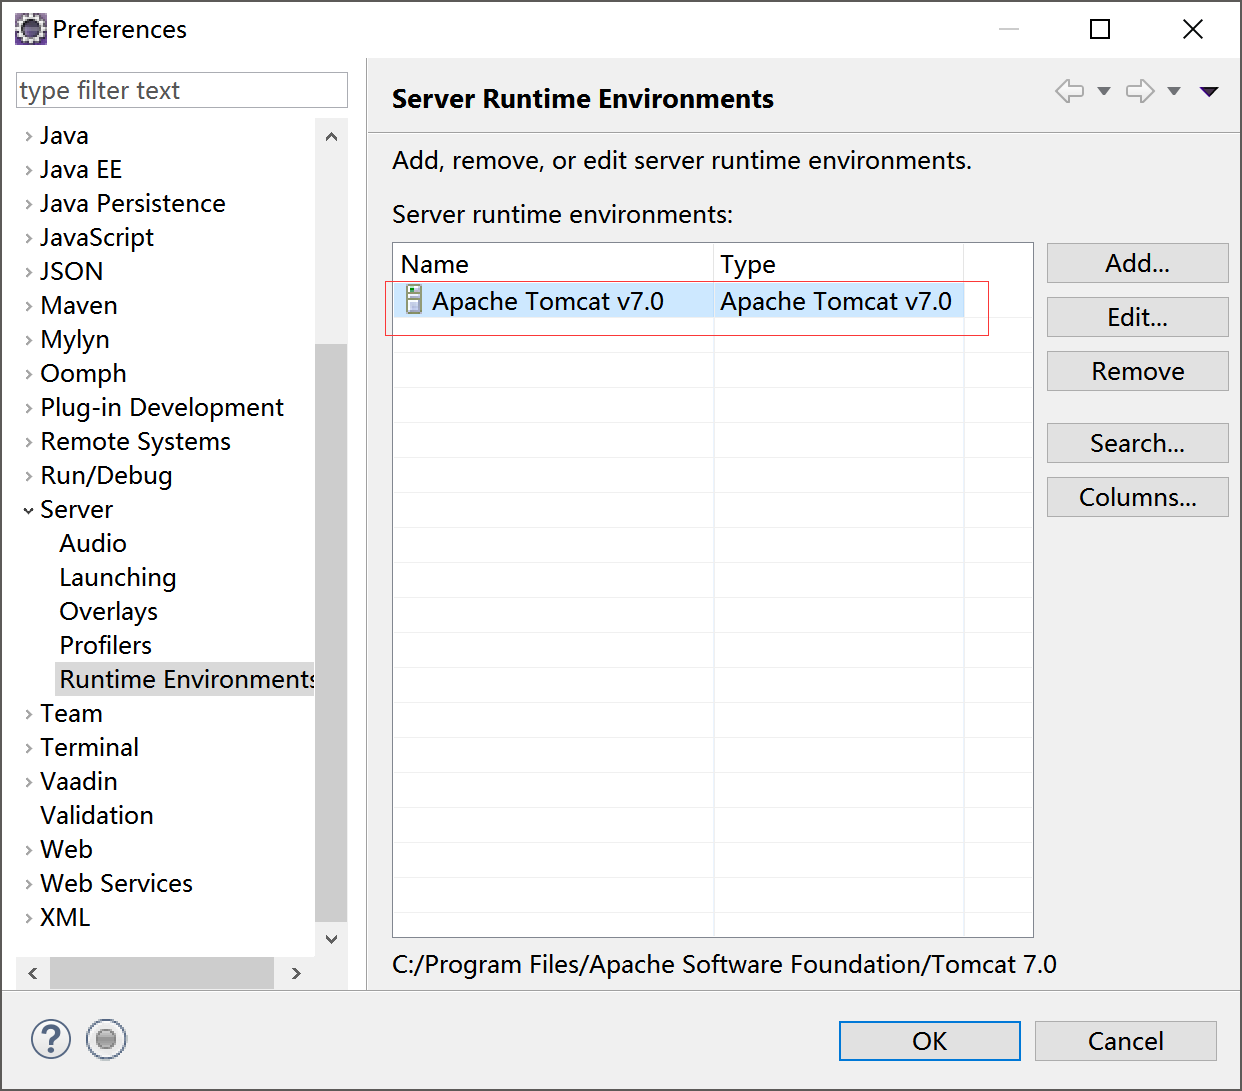 Preferences
type filter text
Java
Java EE
Java Persistence
JavaScript
JSON
Maven
Mylyn
Oomph
Plug-in Development
Remote Systems
Run/Debug
Server
Audio
Launching
Overlays
Profilers
Runtime Environments
Team
Terminal
Vaadin
Validation
Web
Web Services
XML
Server Runtime Environments
Add, remove, or edit server runtime environments.
Server runtime environments:
Name Type
Apache Tomcat v7.0 Apache Tomcat v7.0
Add...
Edit...
Remove
Search...
Columns...
C:/Program Files/Apache Software Foundation/Tomcat 7.0
?
OK Cancel